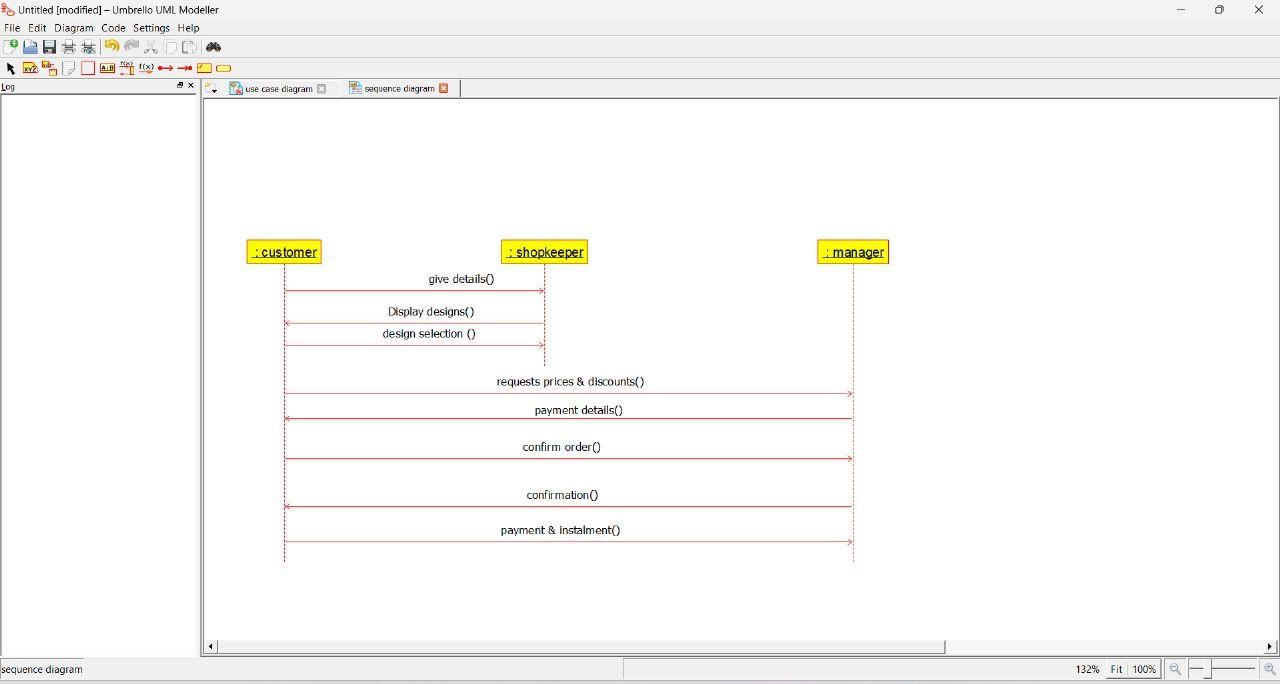 Untitled [modified] – Umbrello UML Modeller
File Edit Diagram Code Settings Help
Log
use case diagram
sequence diagram
: customer
: shopkeeper
: manager
give details()
Display designs()
design selection ()
requests prices & discounts()
payment details()
confirm order()
confirmation()
payment & instalment()
sequence diagram
132% Fit 100%